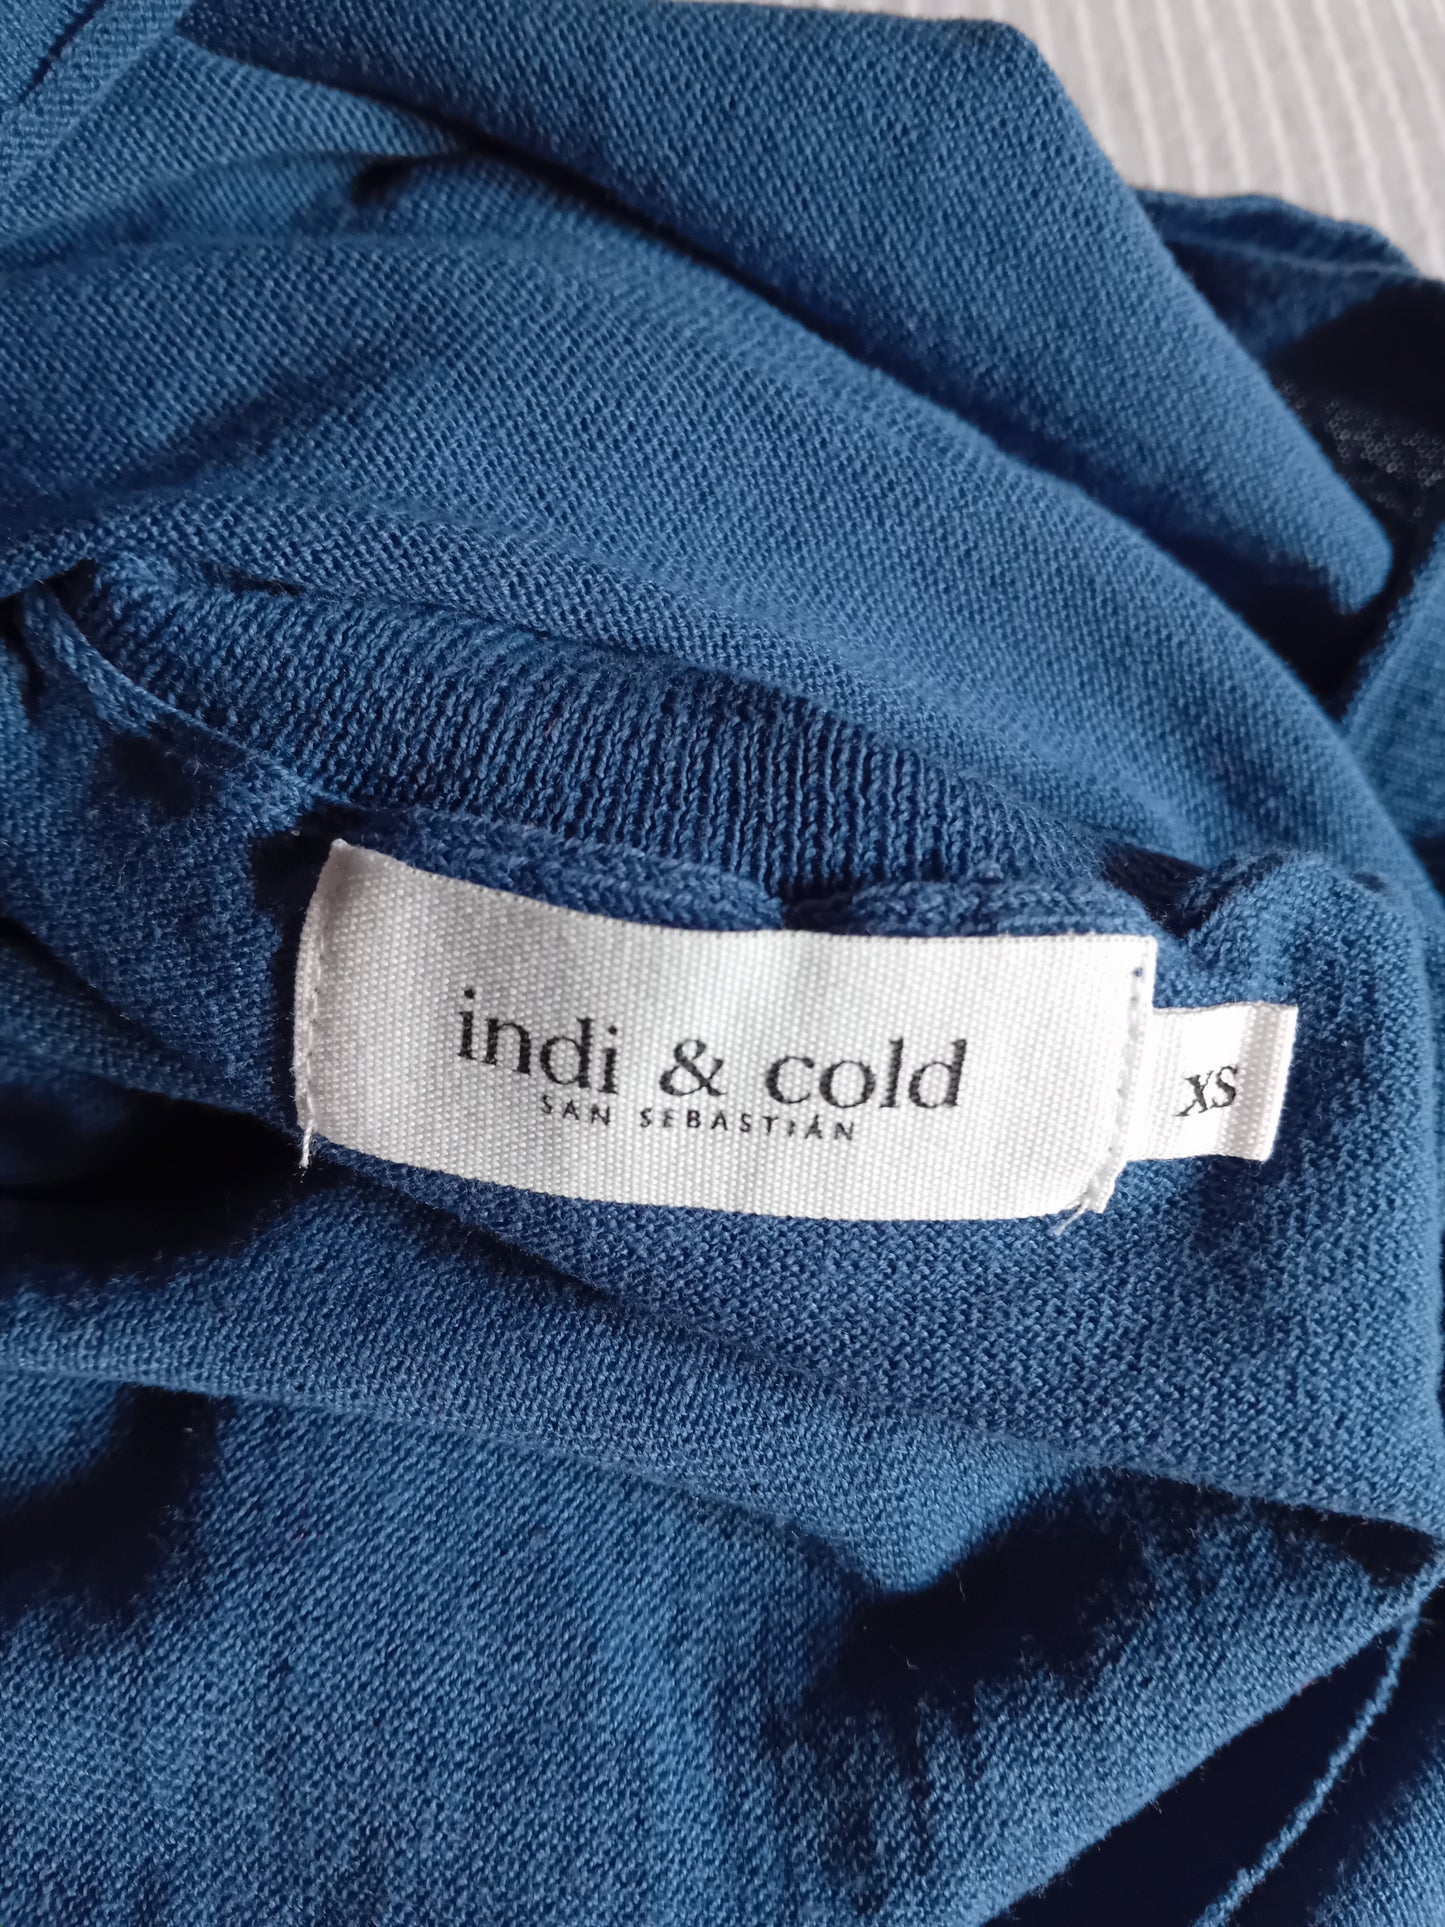 indi & cold
SAN SEBASTIÁN
XS